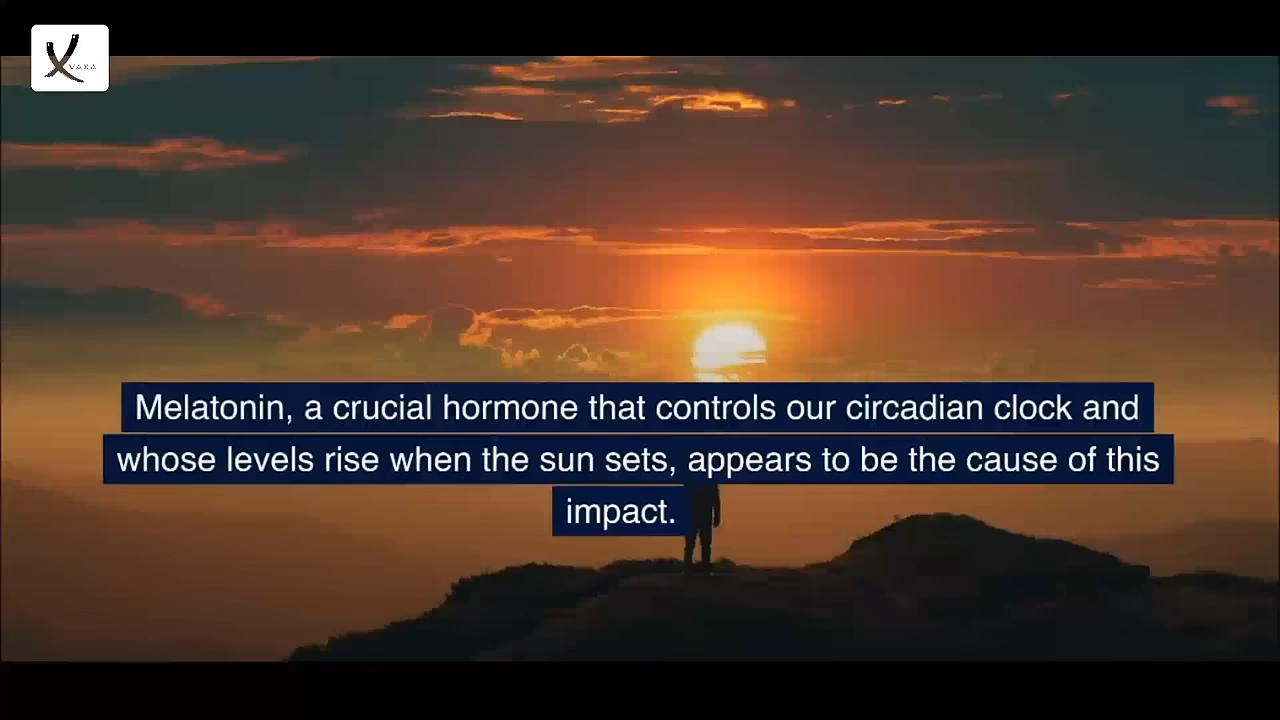 VAXA
Melatonin, a crucial hormone that controls our circadian clock and
whose levels rise when the sun sets, appears to be the cause of this
impact.